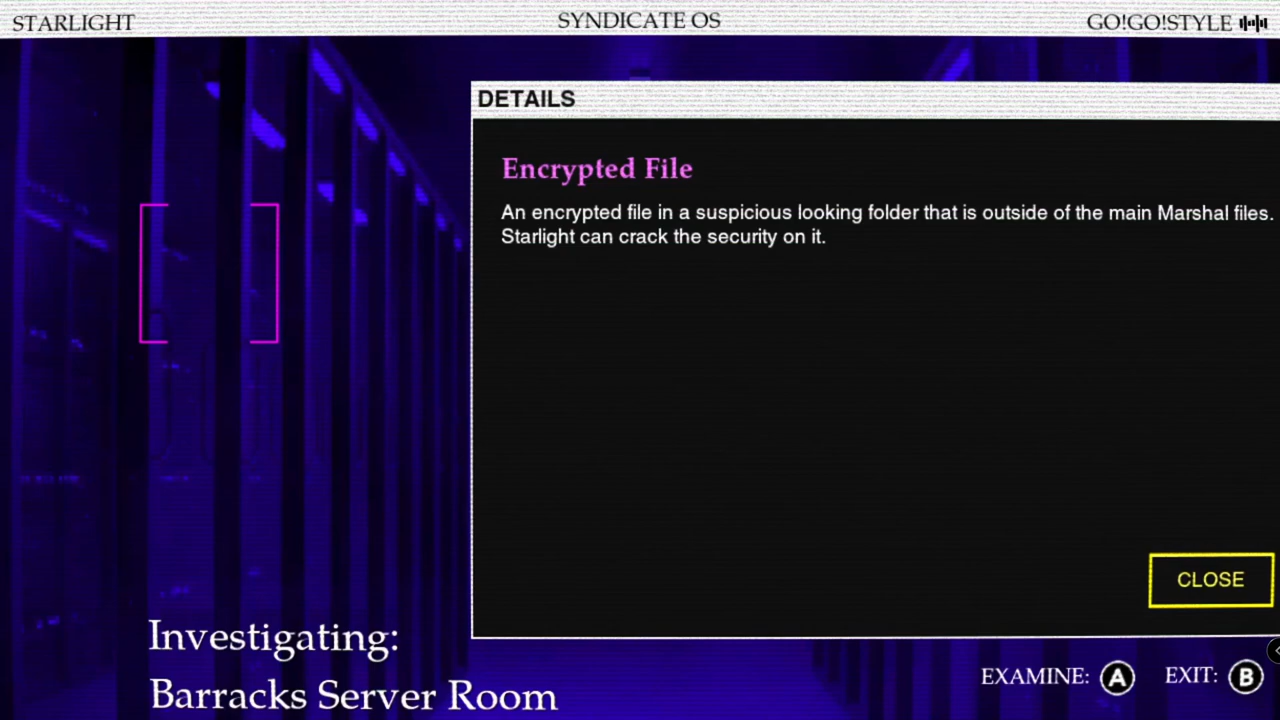 STARLIGHT
SYNDICATE OS
GO!GO!STYLE
DETAILS
Encrypted File
An encrypted file in a suspicious looking folder that is outside of the main Marshal files.
Starlight can crack the security on it.
CLOSE
Investigating:
Barracks Server Room
EXAMINE: A EXIT: B